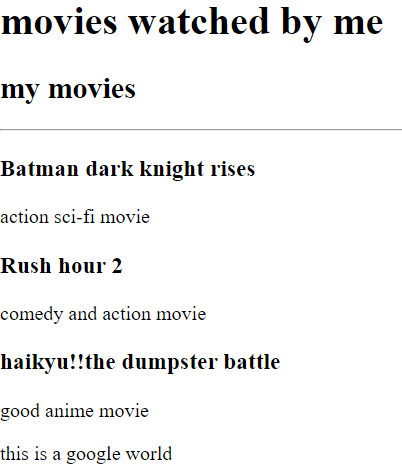 movies watched by me
my movies
Batman dark knight rises
action sci-fi movie
Rush hour 2
comedy and action movie
haikyu!!the dumpster battle
good anime movie
this is a google world